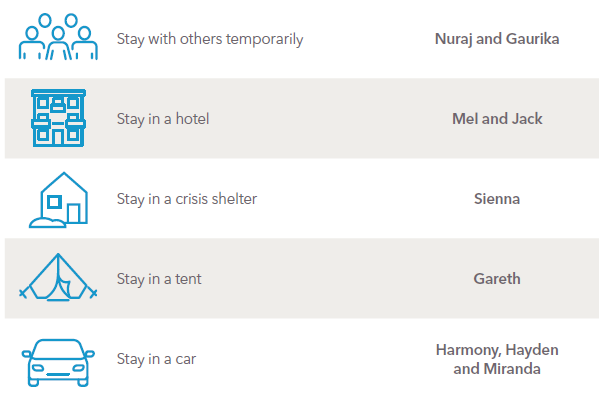 Stay with others temporarily
Nuraj and Gaurika
Stay in a hotel
Mel and Jack
Stay in a crisis shelter
Sienna
Stay in a tent
Gareth
Stay in a car
Harmony, Hayden
and Miranda